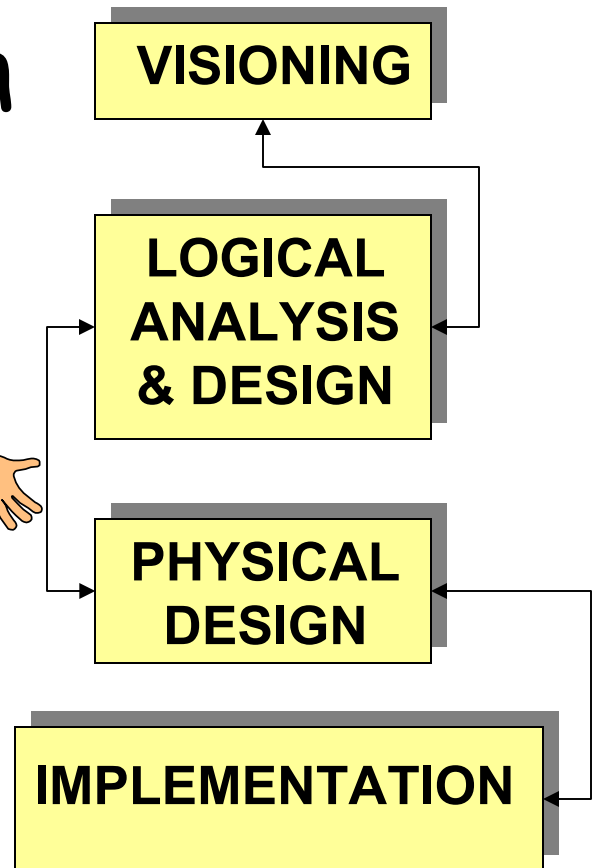 VISIONING
LOGICAL
ANALYSIS
& DESIGN
PHYSICAL
DESIGN
IMPLEMENTATION